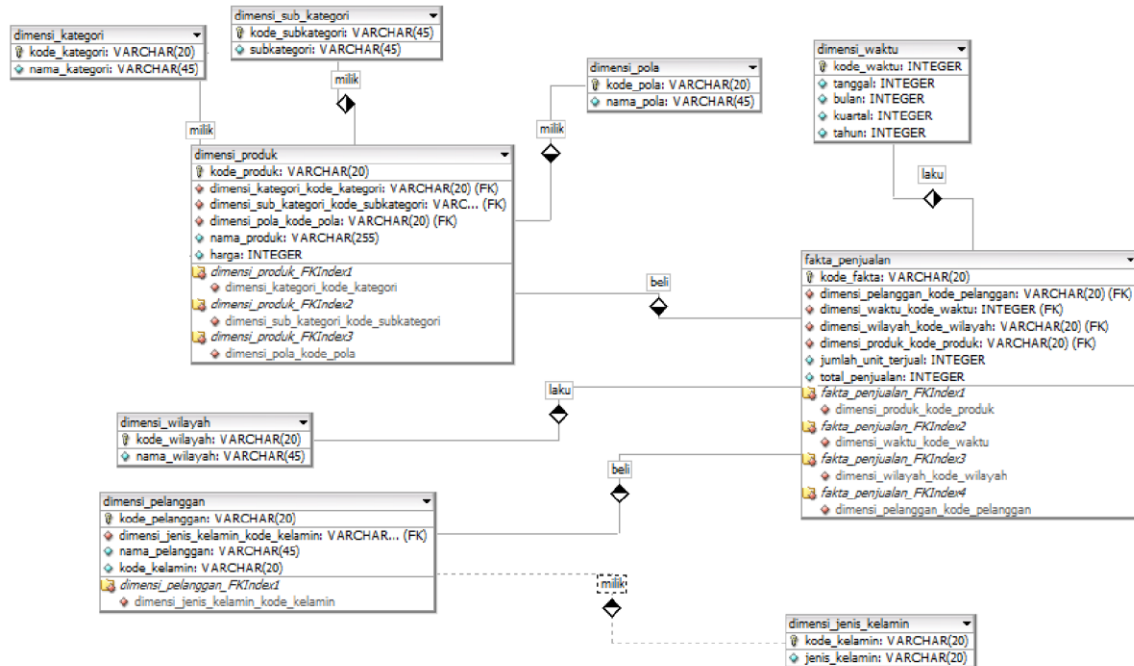 dimensi_kategori
kode_kategori: VARCHAR(20)
nama_kategori: VARCHAR(45)
dimensi_sub_kategori
kode_subkategori: VARCHAR(45)
subkategori: VARCHAR(45)
milik
milik
dimensi_pola
kode_pola: VARCHAR(20)
nama_pola: VARCHAR(45)
milik
dimensi_waktu
kode_waktu: INTEGER
tanggal: INTEGER
bulan: INTEGER
kuartal: INTEGER
tahun: INTEGER
laku
dimensi_produk
kode_produk: VARCHAR(20)
dimensi_kategori_kode_kategori: VARCHAR(20) (FK)
dimensi_sub_kategori_kode_subkategori: VARC... (FK)
dimensi_pola_kode_pola: VARCHAR(20) (FK)
nama_produk: VARCHAR(255)
harga: INTEGER
dimensi_produk_FKIndex1
dimensi_kategori_kode_kategori
dimensi_produk_FKIndex2
dimensi_sub_kategori_kode_subkategori
dimensi_produk_FKIndex3
dimensi_pola_kode_pola
beli
fakta_penjualan
kode_fakta: VARCHAR(20)
dimensi_pelanggan_kode_pelanggan: VARCHAR(20) (FK)
dimensi_waktu_kode_waktu: INTEGER (FK)
dimensi_wilayah_kode_wilayah: VARCHAR(20) (FK)
dimensi_produk_kode_produk: VARCHAR(20) (FK)
jumlah_unit_terjual: INTEGER
total_penjualan: INTEGER
fakta_penjualan_FKIndex1
dimensi_produk_kode_produk
fakta_penjualan_FKIndex2
dimensi_waktu_kode_waktu
fakta_penjualan_FKIndex3
dimensi_wilayah_kode_wilayah
fakta_penjualan_FKIndex4
dimensi_pelanggan_kode_pelanggan
laku
dimensi_wilayah
kode_wilayah: VARCHAR(20)
nama_wilayah: VARCHAR(45)
beli
dimensi_pelanggan
kode_pelanggan: VARCHAR(20)
dimensi_jenis_kelamin_kode_kelamin: VARCHAR... (FK)
nama_pelanggan: VARCHAR(45)
kode_kelamin: VARCHAR(20)
dimensi_pelanggan_FKIndex1
dimensi_jenis_kelamin_kode_kelamin
milik
dimensi_jenis_kelamin
kode_kelamin: VARCHAR(20)
jenis_kelamin: VARCHAR(20)